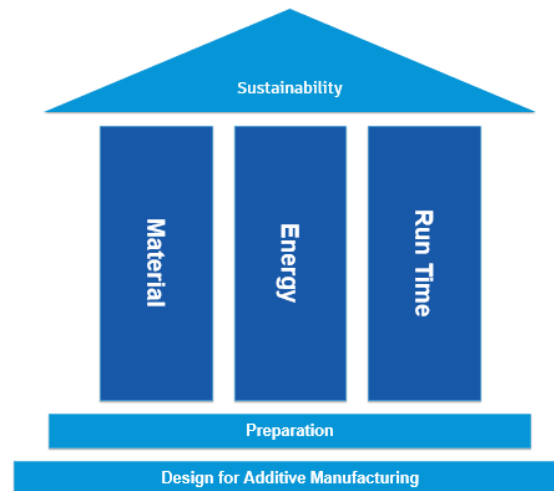 Sustainability
Material
Energy
Run Time
Preparation
Design for Additive Manufacturing